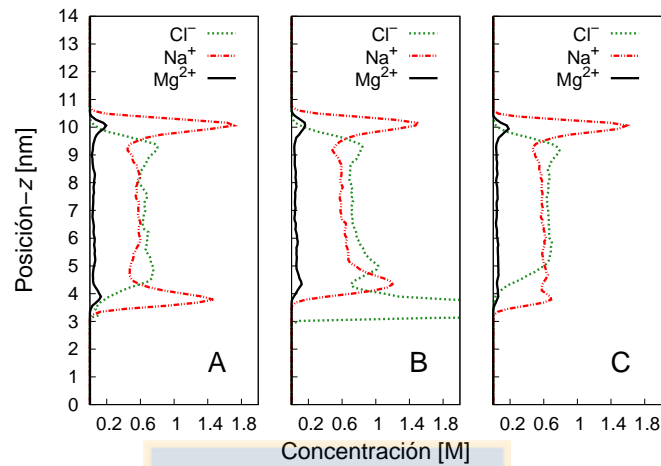 14
13
12
11
10
9
8
7
6
5
4
3
2
1
0
Posición−z [nm]
Cl⁻
Na⁺
Mg²⁺
A
0.2 0.6 1 1.4 1.8
Cl⁻
Na⁺
Mg²⁺
B
0.2 0.6 1 1.4 1.8
Cl⁻
Na⁺
Mg²⁺
C
0.2 0.6 1 1.4 1.8
Concentración [M]